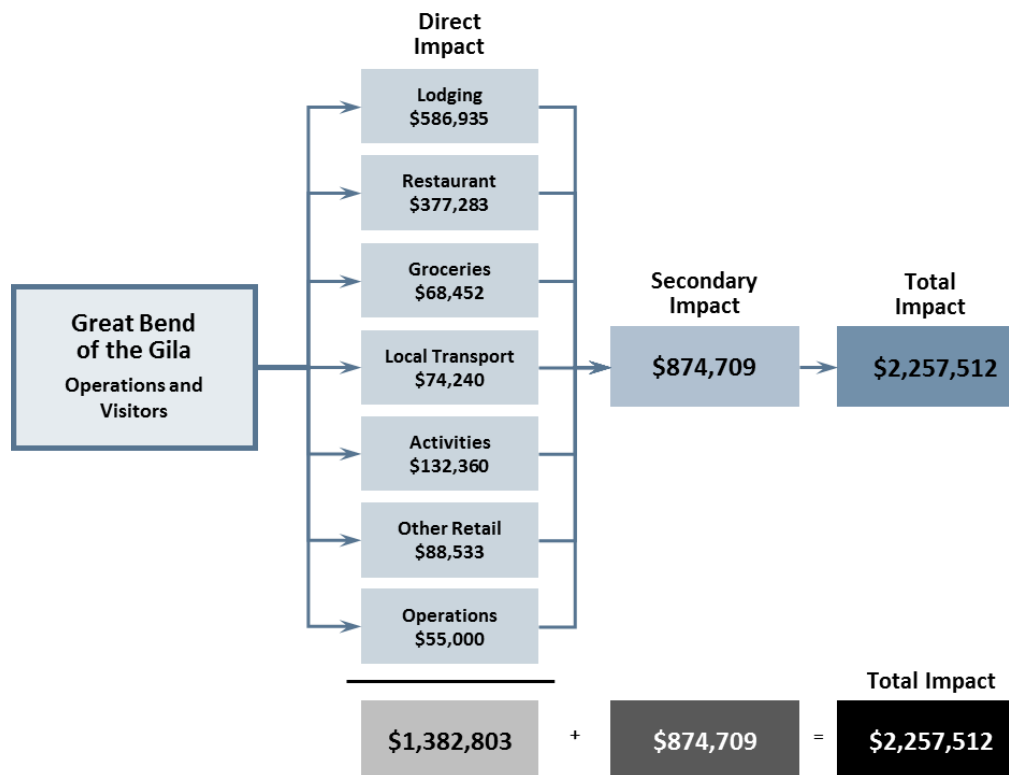 Direct
Impact
Lodging
$586,935
Restaurant
$377,283
Groceries
$68,452
Local Transport
$74,240
Activities
$132,360
Other Retail
$88,533
Operations
$55,000
Great Bend
of the Gila
Operations and
Visitors
Secondary
Impact
$874,709
Total
Impact
$2,257,512
Total Impact
$1,382,803 + $874,709 = $2,257,512